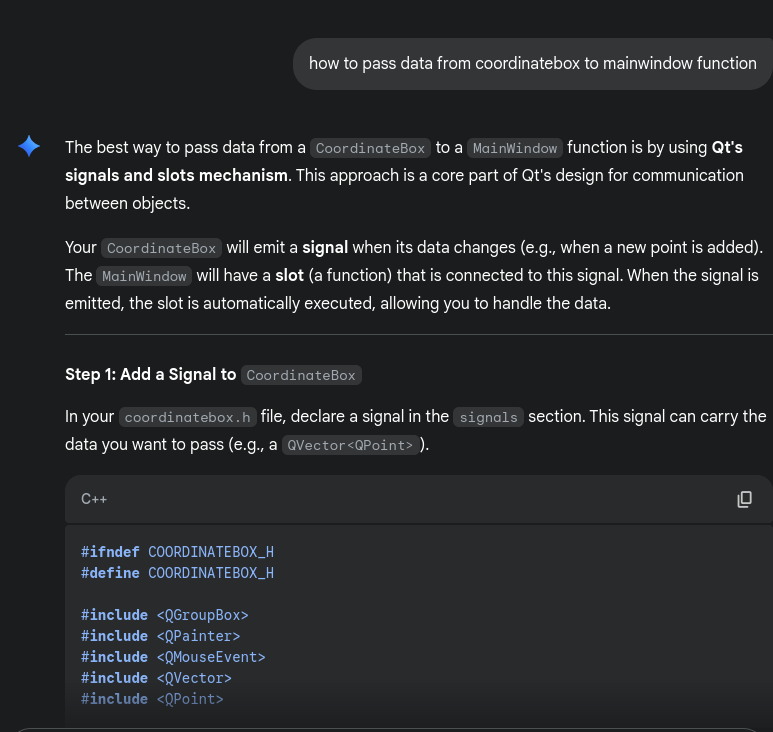 how to pass data from coordinatebox to mainwindow function
The best way to pass data from a CoordinateBox to a MainWindow function is by using Qt's
signals and slots mechanism. This approach is a core part of Qt's design for communication
between objects.
Your CoordinateBox will emit a signal when its data changes (e.g., when a new point is added).
The MainWindow will have a slot (a function) that is connected to this signal. When the signal is
emitted, the slot is automatically executed, allowing you to handle the data.
Step 1: Add a Signal to CoordinateBox
In your coordinatebox.h file, declare a signal in the signals section. This signal can carry the
data you want to pass (e.g., a QVector<QPoint> ).
C++
#ifndef COORDINATEBOX_H
#define COORDINATEBOX_H
#include <QGroupBox>
#include <QPainter>
#include <QMouseEvent>
#include <QVector>
#include <QPoint>